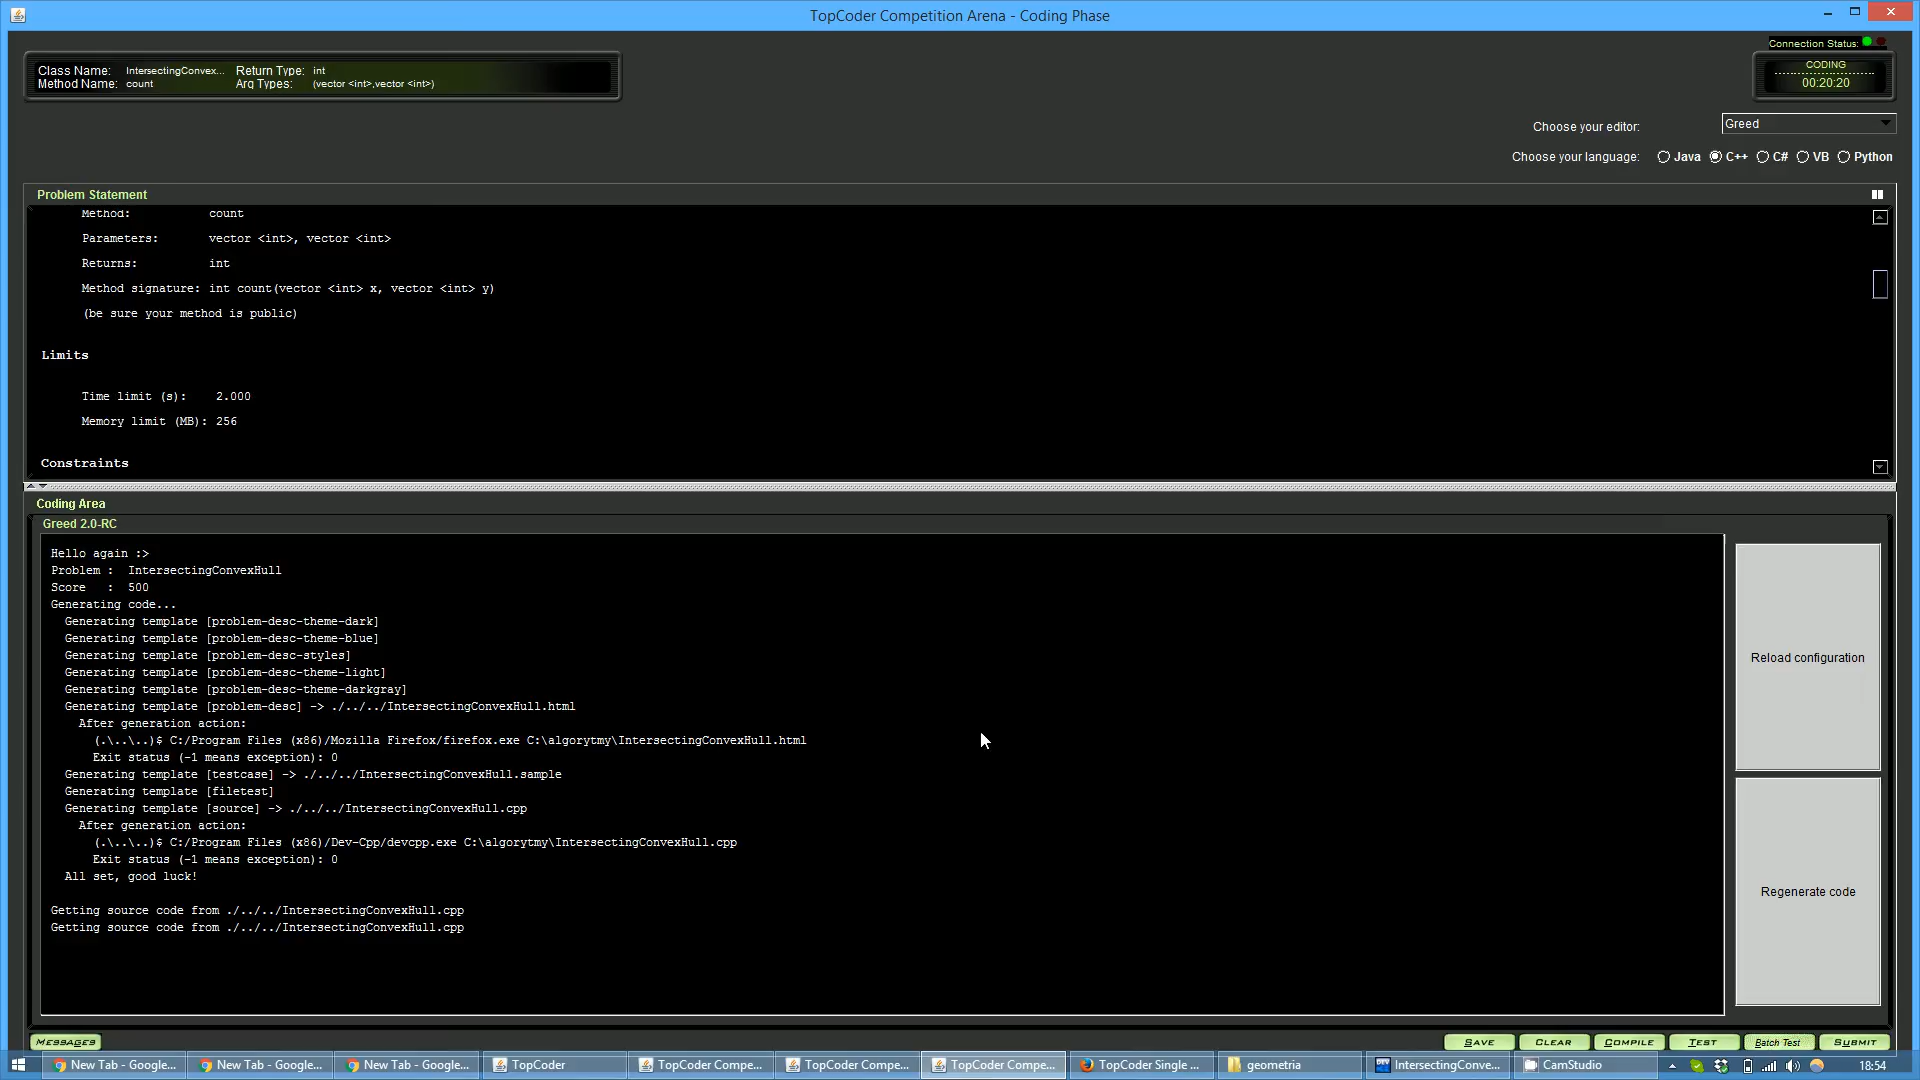 TopCoder Competition Arena - Coding Phase
Connection Status:
Class Name: IntersectingConvex... Return Type: int
Method Name: count Arg Types: (vector <int>,vector <int>)
CODING
00:20:20
Choose your editor: Greed
Choose your language: Java C++ C# VB Python
Problem Statement
Method: count
Parameters: vector <int>, vector <int>
Returns: int
Method signature: int count(vector <int> x, vector <int> y)
(be sure your method is public)
Limits
Time limit (s): 2.000
Memory limit (MB): 256
Constraints
Coding Area
Greed 2.0-RC
Hello again :>
Problem : IntersectingConvexHull
Score : 500
Generating code...
Generating template [problem-desc-theme-dark]
Generating template [problem-desc-theme-blue]
Generating template [problem-desc-styles]
Generating template [problem-desc-theme-light]
Generating template [problem-desc-theme-darkgray]
Generating template [problem-desc] -> ./../../IntersectingConvexHull.html
After generation action:
(.\..\..)$ C:/Program Files (x86)/Mozilla Firefox/firefox.exe C:\algorytmy\IntersectingConvexHull.html
Exit status (-1 means exception): 0
Generating template [testcase] -> ./../../IntersectingConvexHull.sample
Generating template [filetest]
Generating template [source] -> ./../../IntersectingConvexHull.cpp
After generation action:
(.\..\..)$ C:/Program Files (x86)/Dev-Cpp/devcpp.exe C:\algorytmy\IntersectingConvexHull.cpp
Exit status (-1 means exception): 0
All set, good luck!
Getting source code from ./../../IntersectingConvexHull.cpp
Getting source code from ./../../IntersectingConvexHull.cpp
Reload configuration
Regenerate code
MESSAGES SAVE CLEAR COMPILE TEST Batch Test SUBMIT
New Tab - Google... New Tab - Google... New Tab - Google... TopCoder TopCoder Compe... TopCoder Compe... TopCoder Compe... TopCoder Single ... geometria IntersectingConve... CamStudio 18:54